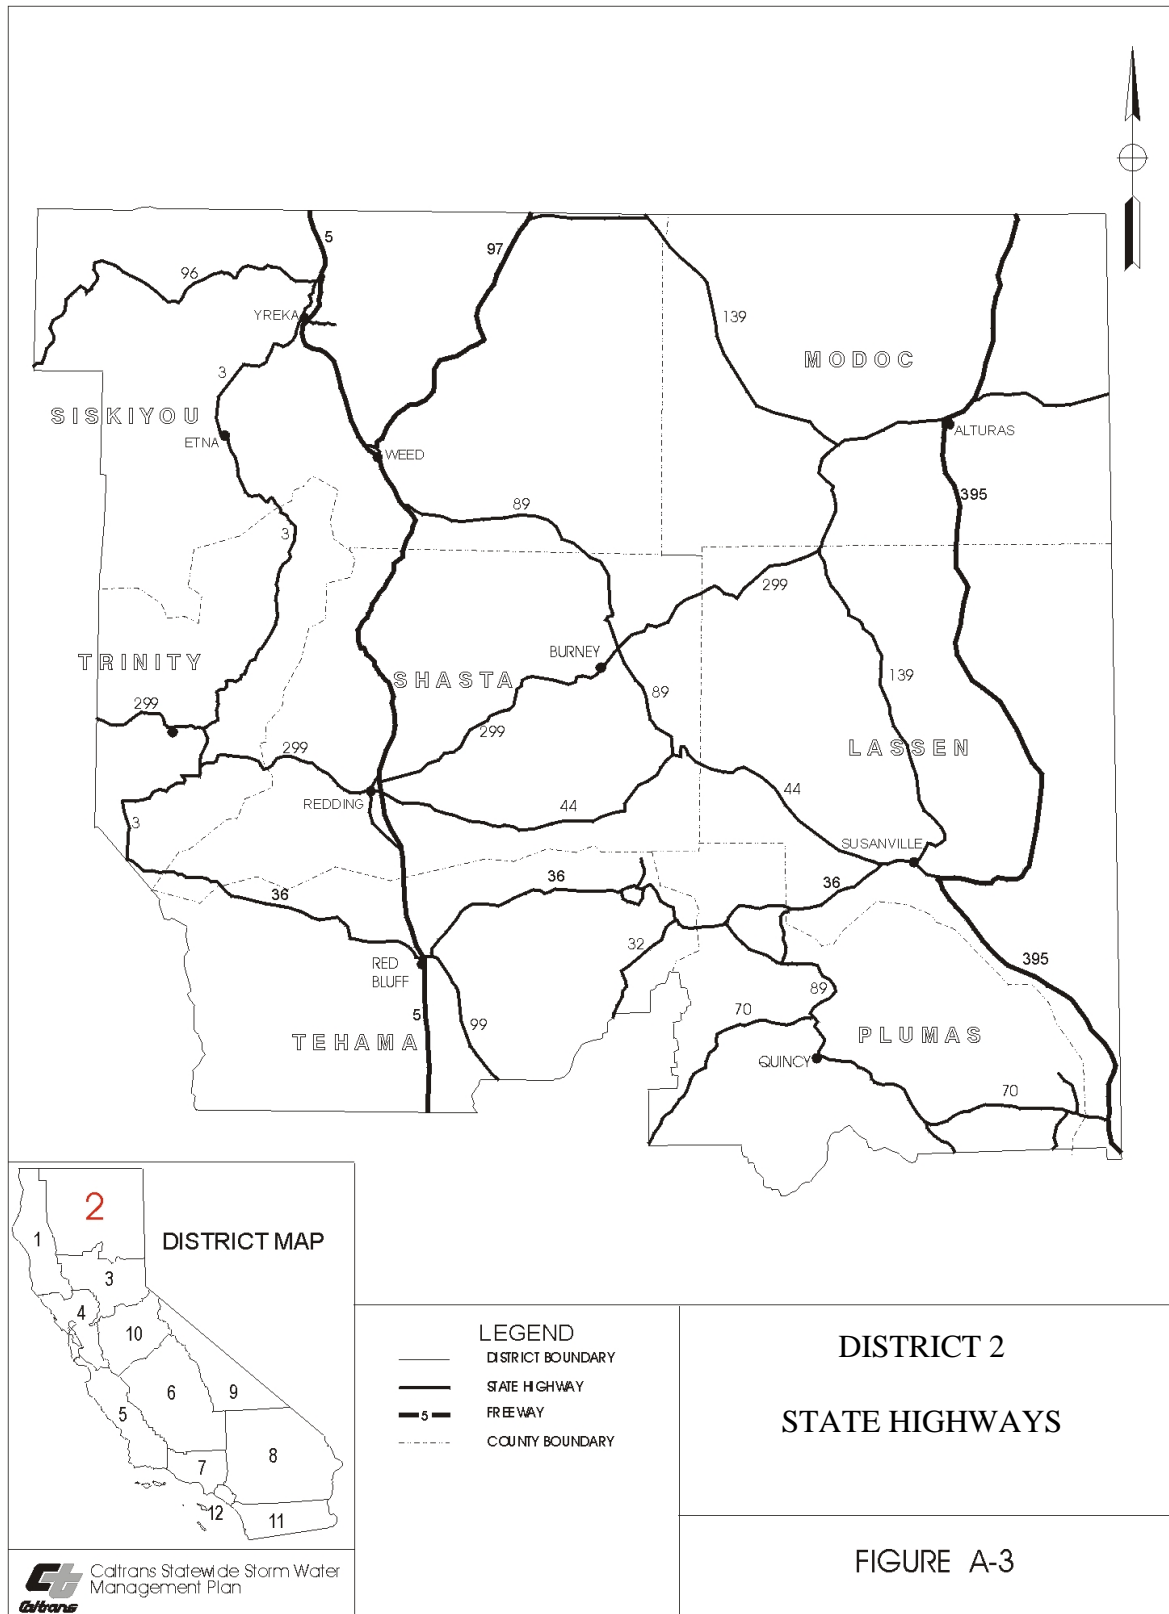 5
97
96
YREKA
139
MODOC
3
SISKIYOU
ETNA
ALTURAS
WEED
395
89
3
299
BURNEY
TRINITY
SHASTA
89
139
299
299
299
LASSEN
REDDING
44
44
3
SUSANVILLE
36
36
36
32
RED
BLUFF
395
89
70
5
99
TEHAMA
PLUMAS
QUINCY
70
2
1
DISTRICT MAP
3
4
10
6
9
5
8
7
12
11
LEGEND
DISTRICT BOUNDARY
STATE HIGHWAY
5 FREEWAY
COUNTY BOUNDARY
DISTRICT 2
STATE HIGHWAYS
FIGURE A-3
Ct
Caltrans
Caltrans Statewide Storm Water
Management Plan